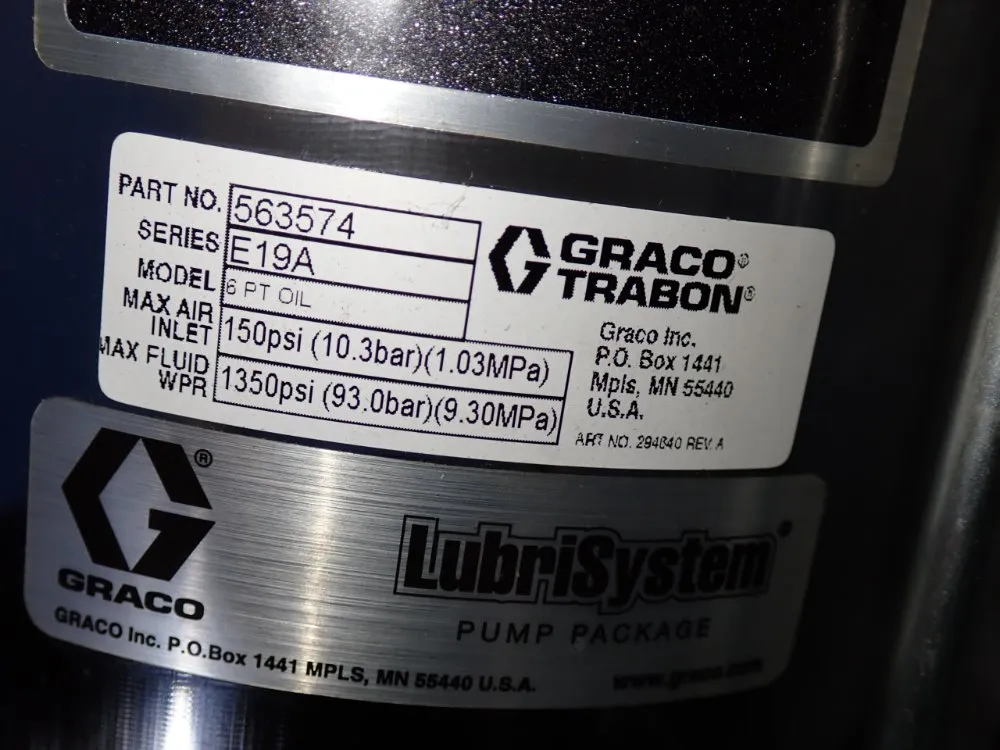 PART NO. 563574
SERIES E19A
MODEL 6 PT OIL
MAX AIR INLET 150psi (10.3bar)(1.03MPa)
MAX FLUID WPR 1350psi (93.0bar)(9.30MPa)
GRACO®
TRABON®
Graco Inc.
P.O. Box 1441
Mpls, MN 55440
U.S.A.
ART NO. 294640 REV. A
®
GRACO
LubriSystem
PUMP PACKAGE
GRACO Inc. P.O.Box 1441 MPLS, MN 55440 U.S.A.
www.graco.com